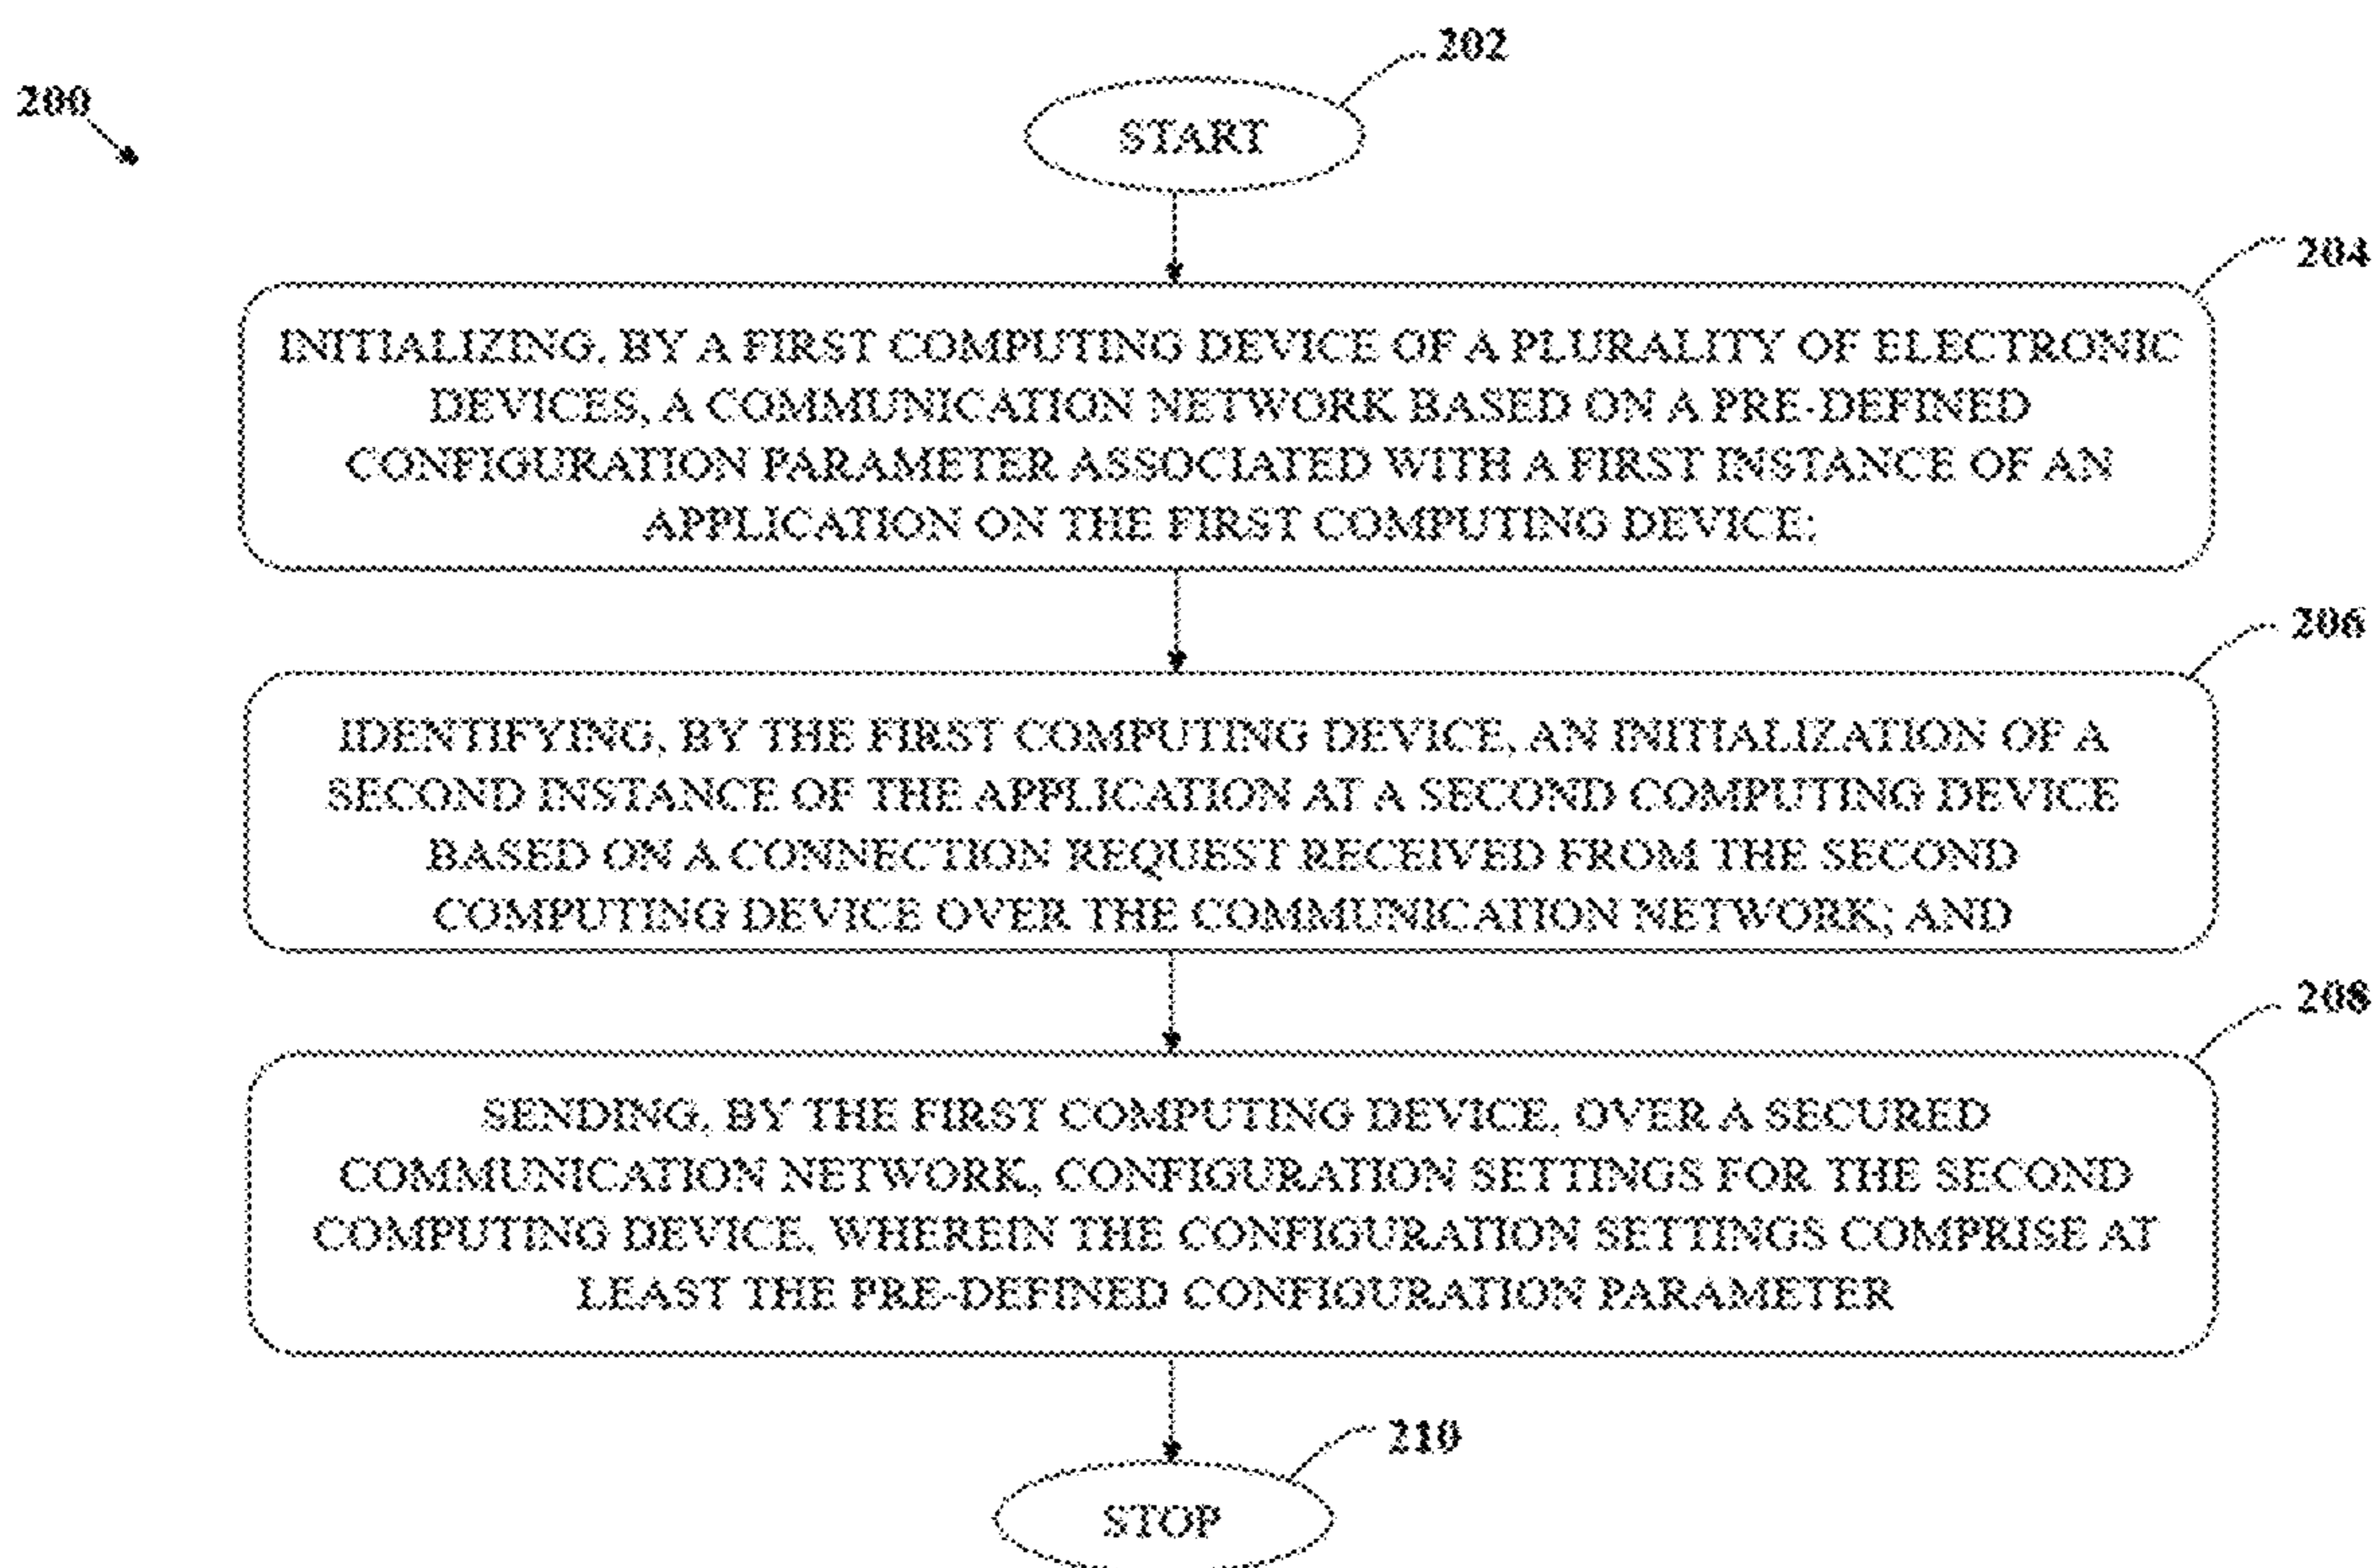 202
200
START
204
INITIALIZING, BY A FIRST COMPUTING DEVICE OF A PLURALITY OF ELECTRONIC
DEVICES, A COMMUNICATION NETWORK BASED ON A PRE-DEFINED
CONFIGURATION PARAMETER ASSOCIATED WITH A FIRST INSTANCE OF AN
APPLICATION ON THE FIRST COMPUTING DEVICE;
206
IDENTIFYING, BY THE FIRST COMPUTING DEVICE, AN INITIALIZATION OF A
SECOND INSTANCE OF THE APPLICATION AT A SECOND COMPUTING DEVICE
BASED ON A CONNECTION REQUEST RECEIVED FROM THE SECOND
COMPUTING DEVICE OVER THE COMMUNICATION NETWORK; AND
208
SENDING, BY THE FIRST COMPUTING DEVICE, OVER A SECURED
COMMUNICATION NETWORK, CONFIGURATION SETTINGS FOR THE SECOND
COMPUTING DEVICE, WHEREIN THE CONFIGURATION SETTINGS COMPRISE AT
LEAST THE PRE-DEFINED CONFIGURATION PARAMETER
210
STOP